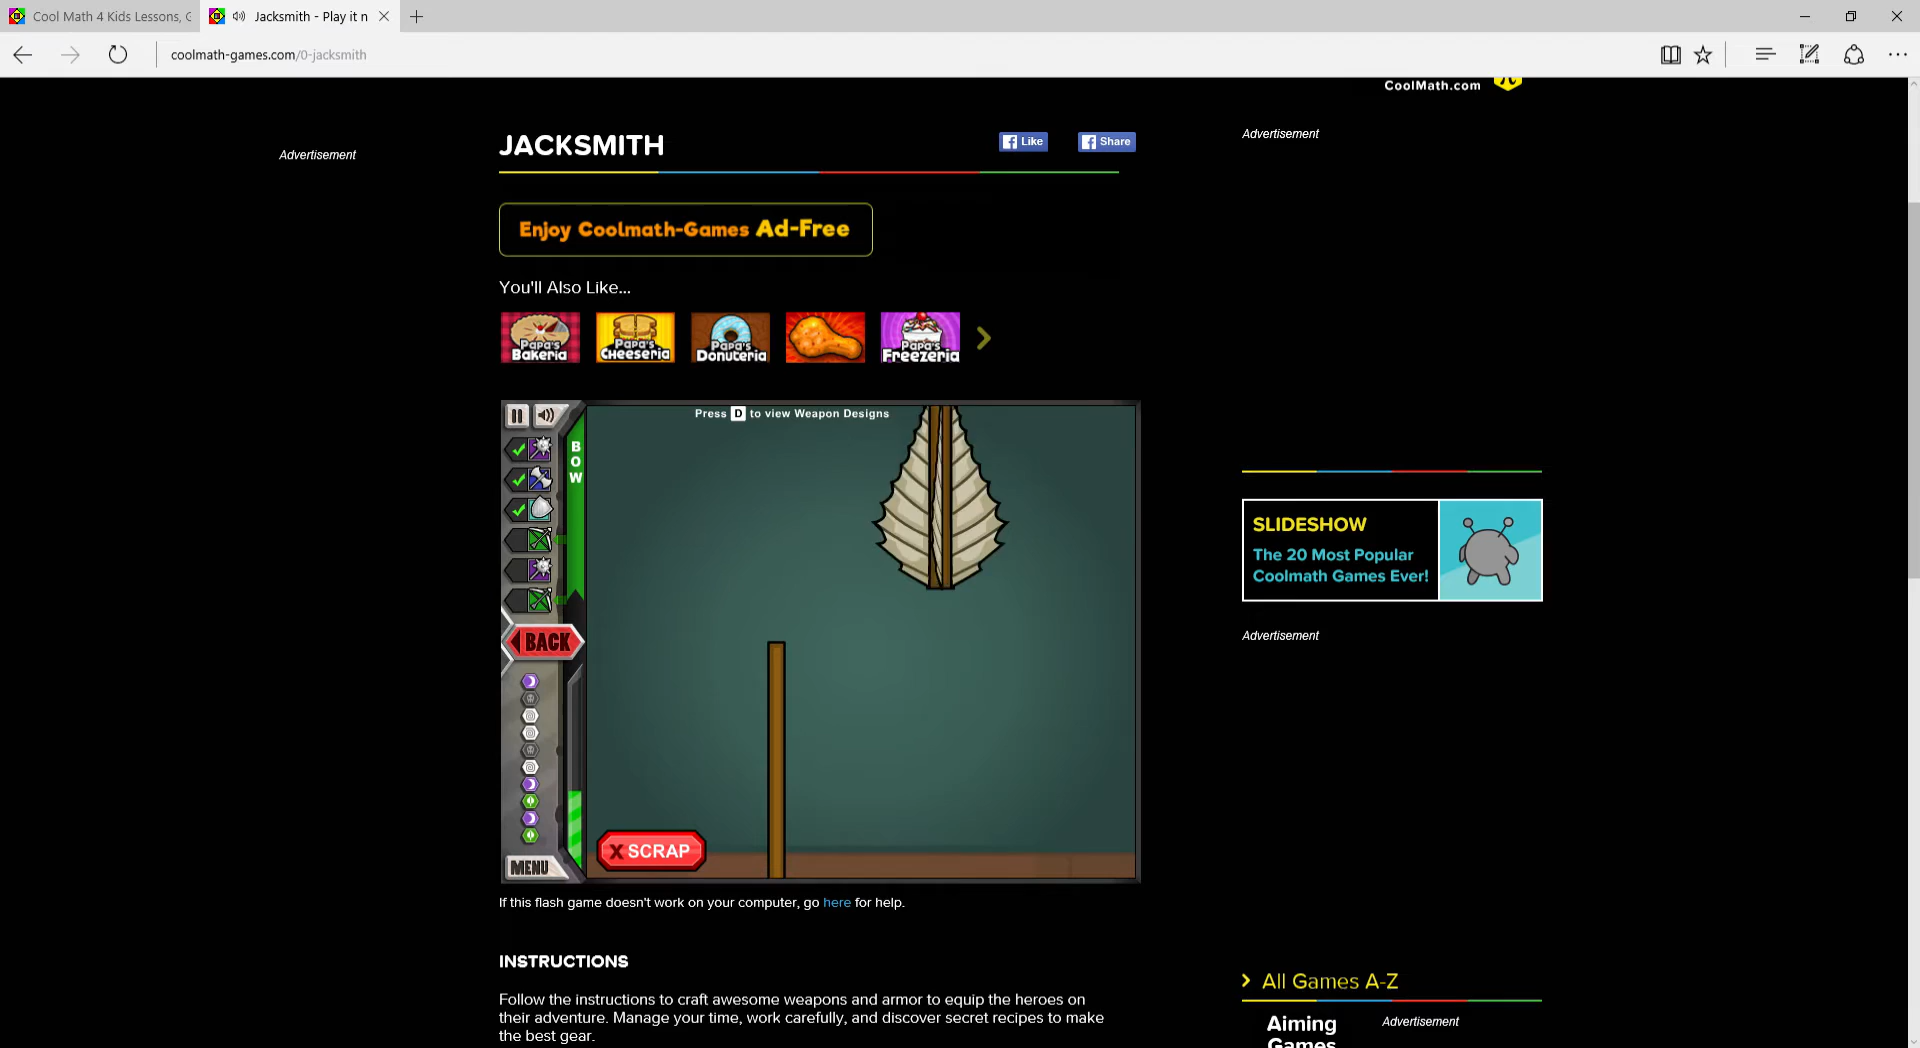 Cool Math 4 Kids Lessons, G
Jacksmith - Play it n
coolmath-games.com/0-jacksmith
CoolMath.com
JACKSMITH
Like
Share
Advertisement
Advertisement
Enjoy Coolmath-Games Ad-Free
You'll Also Like...
Papa's Bakeria
Papa's Cheeseria
Papa's Donuteria
Papa's Freezeria
Press D to view Weapon Designs
BOW
BACK
X SCRAP
MENU
SLIDESHOW
The 20 Most Popular
Coolmath Games Ever!
Advertisement
If this flash game doesn't work on your computer, go here for help.
INSTRUCTIONS
Follow the instructions to craft awesome weapons and armor to equip the heroes on
their adventure. Manage your time, work carefully, and discover secret recipes to make
the best gear.
All Games A-Z
Aiming
Games
Advertisement